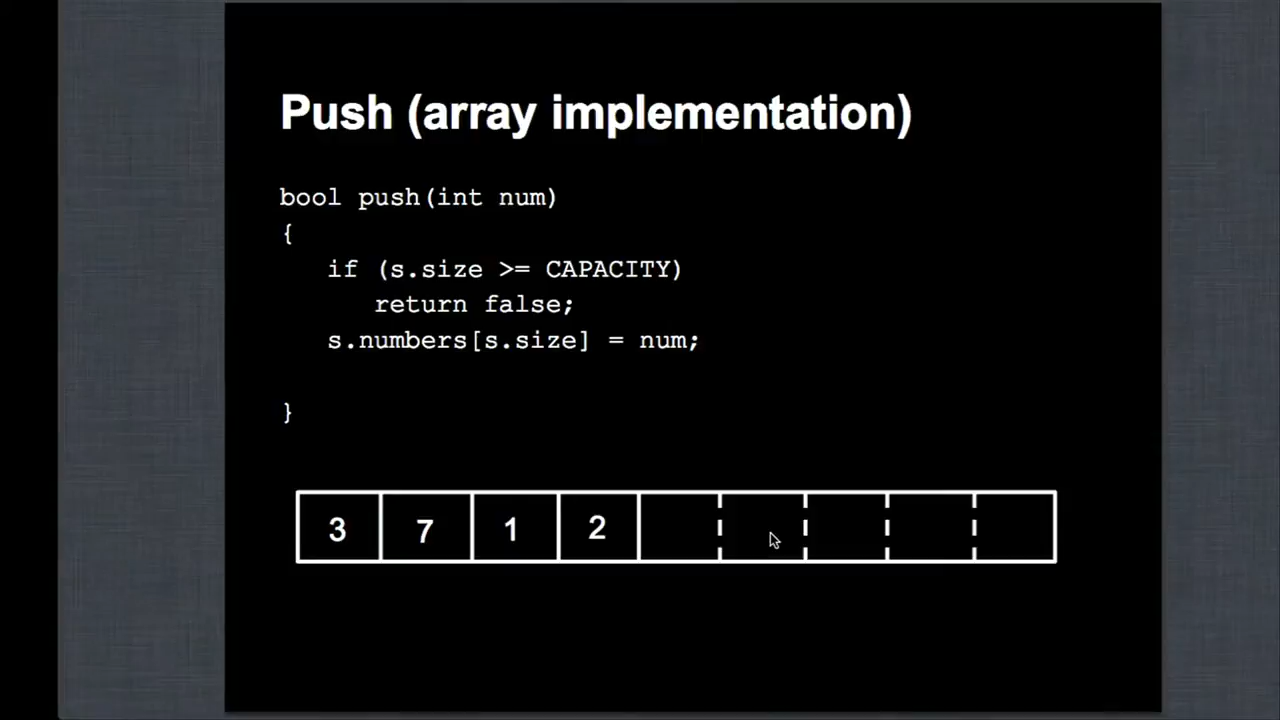 Push (array implementation)
bool push(int num)
{
if (s.size >= CAPACITY)
return false;
s.numbers[s.size] = num;
}
3 7 1 2